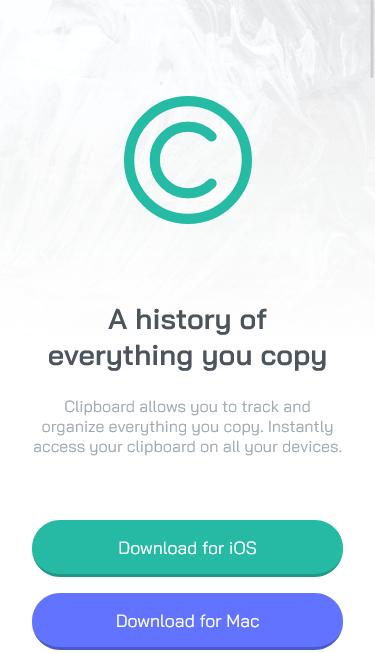 A history of
everything you copy
Clipboard allows you to track and
organize everything you copy. Instantly
access your clipboard on all your devices.
Download for iOS
Download for Mac